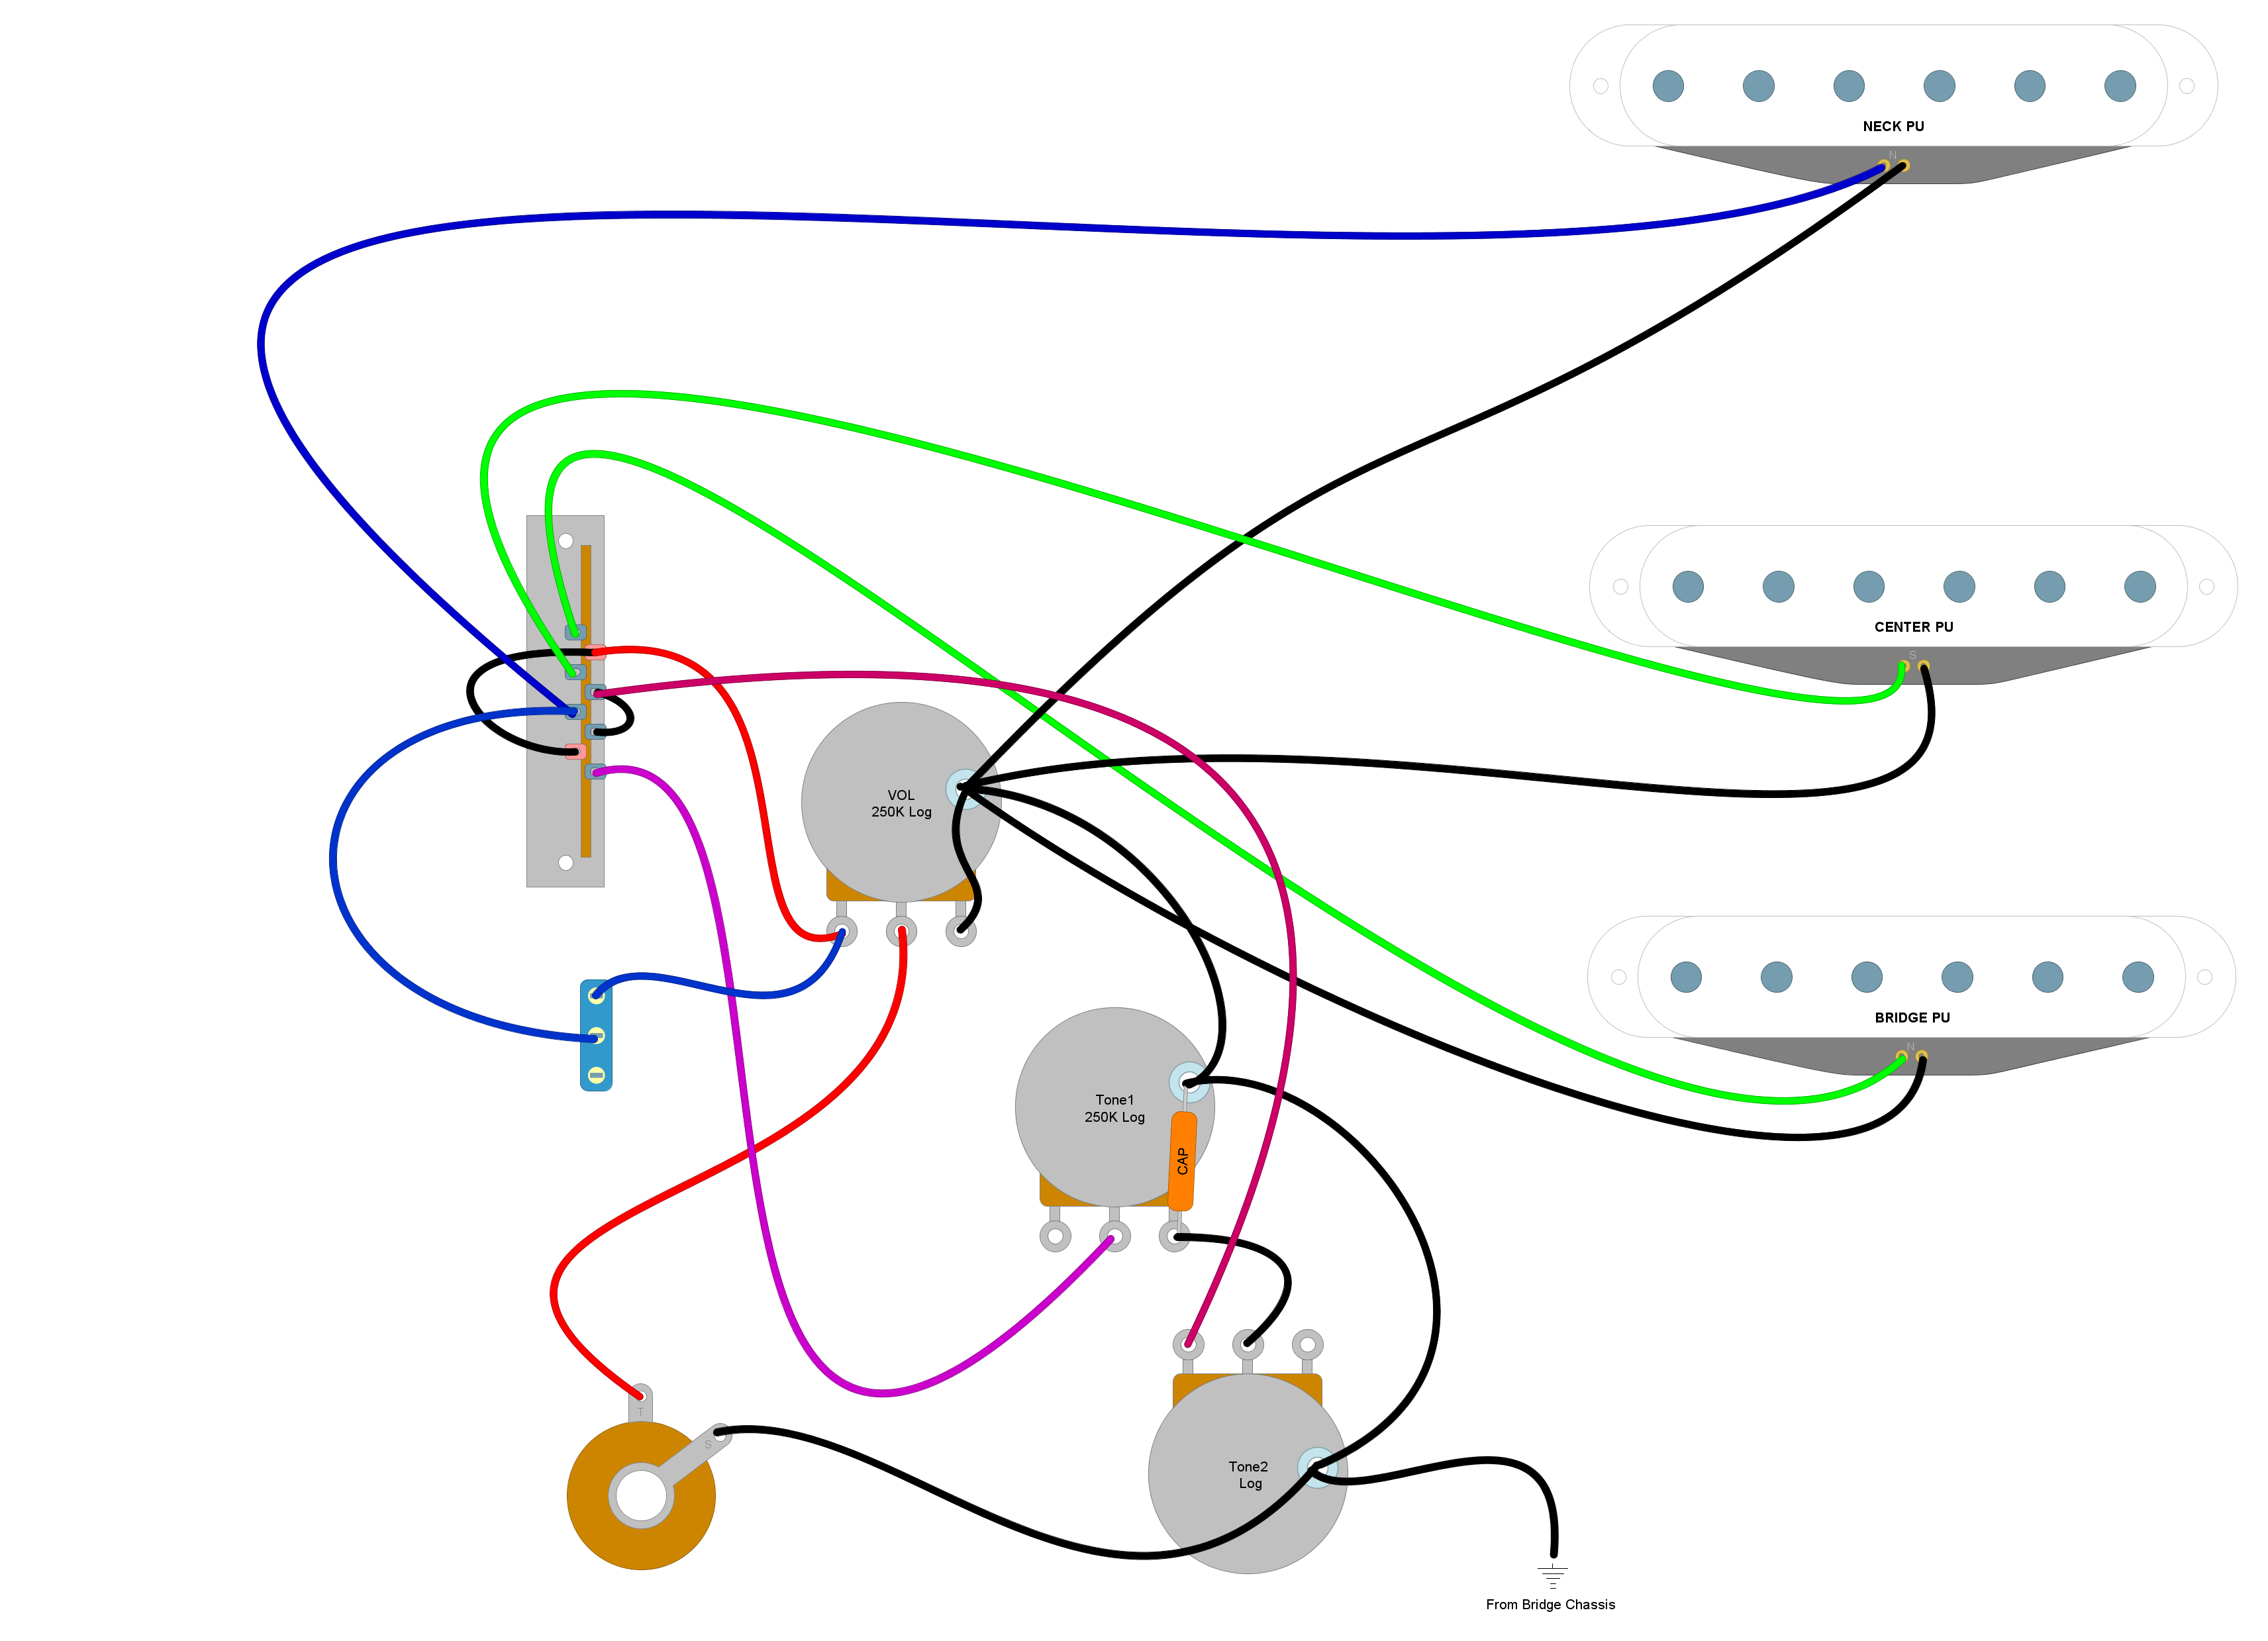 NECK PU
N
CENTER PU
S
VOL
250K Log
BRIDGE PU
N
Tone1
250K Log
CAP
T
S
Tone2
Log
From Bridge Chassis